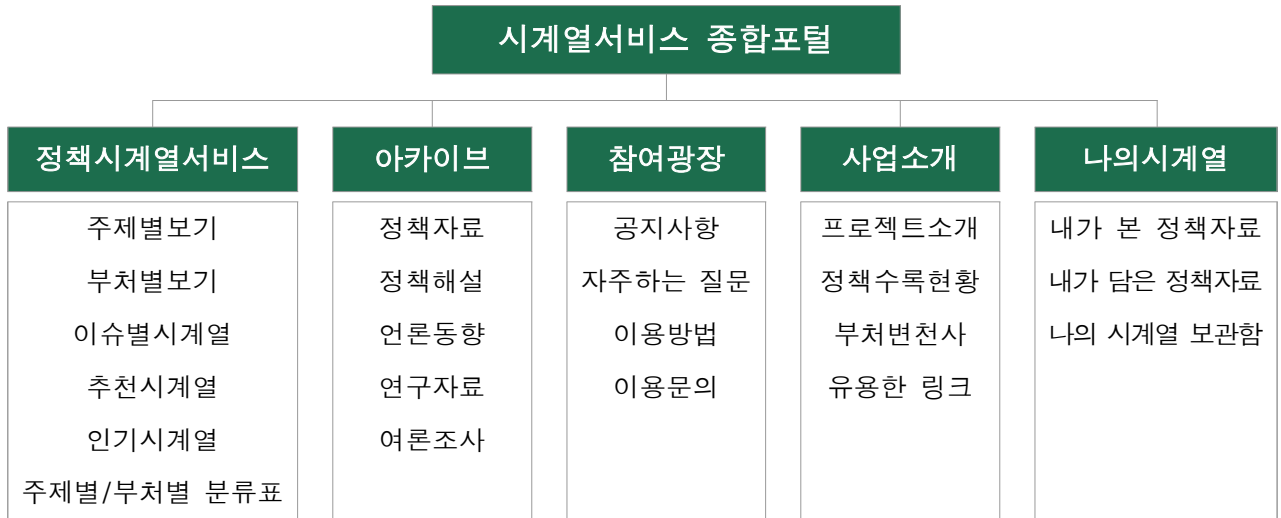 시계열서비스 종합포털
정책시계열서비스
주제별보기
부처별보기
이슈별시계열
추천시계열
인기시계열
주제별/부처별 분류표
아카이브
정책자료
정책해설
언론동향
연구자료
여론조사
참여광장
공지사항
자주하는 질문
이용방법
이용문의
사업소개
프로젝트소개
정책수록현황
부처변천사
유용한 링크
나의시계열
내가 본 정책자료
내가 담은 정책자료
나의 시계열 보관함